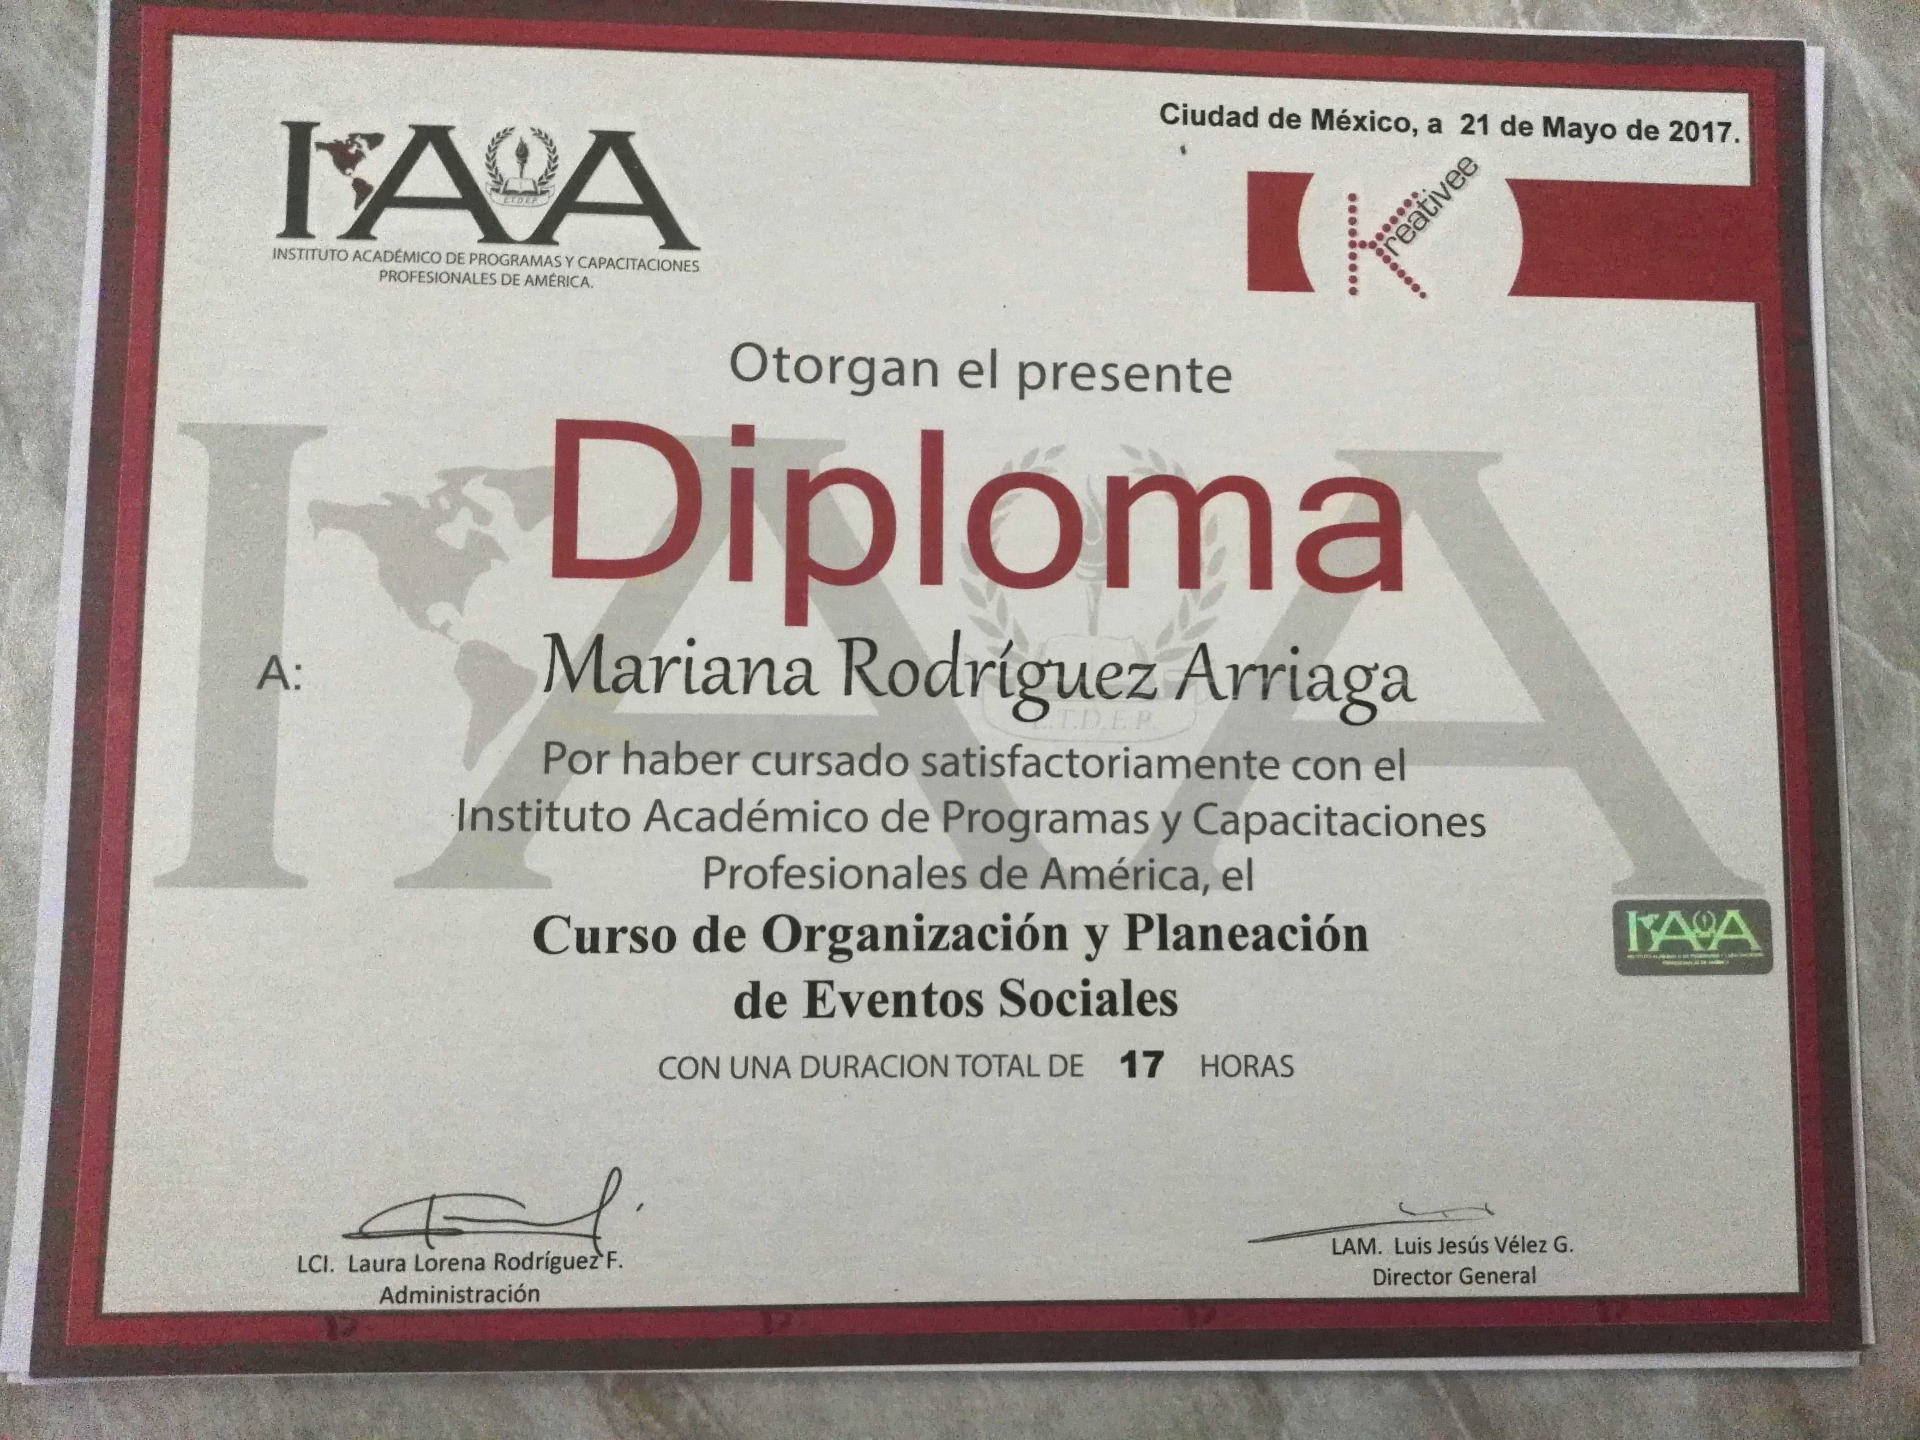 Ciudad de México, a 21 de Mayo de 2017.
IAA
E.T.D.E.P.
INSTITUTO ACADÉMICO DE PROGRAMAS Y CAPACITACIONES
PROFESIONALES DE AMÉRICA.
Kreativee
Otorgan el presente
Diploma
A: Mariana Rodríguez Arriaga
E.T.D.E.P.
Por haber cursado satisfactoriamente con el
Instituto Académico de Programas y Capacitaciones
Profesionales de América, el
Curso de Organización y Planeación
de Eventos Sociales
IAA
CON UNA DURACION TOTAL DE 17 HORAS
LCI. Laura Lorena Rodríguez F.
Administración
LAM. Luis Jesús Vélez G.
Director General